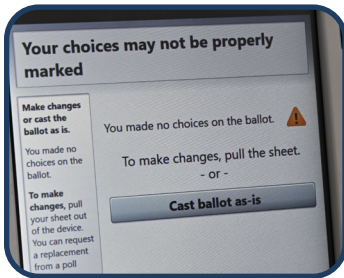 Your choices may not be properly
marked
Make changes
or cast the
ballot as is.
You made no
choices on the
ballot.
To make
changes, pull
your sheet out
of the device.
You can request
a replacement
from a poll
You made no choices on the ballot.
To make changes, pull the sheet.
- or -
Cast ballot as-is